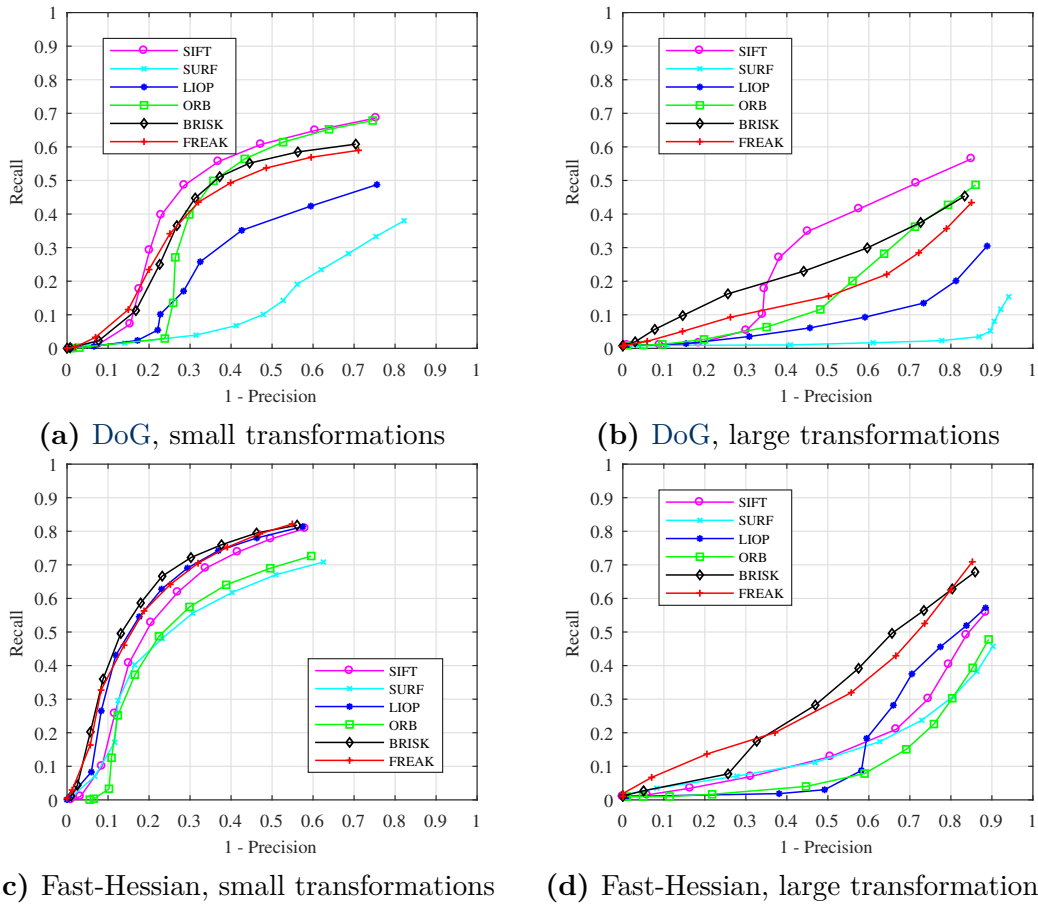 1
0.9
0.8
0.7
0.6
0.5
0.4
0.3
0.2
0.1
0
Recall
SIFT
SURF
LIOP
ORB
BRISK
FREAK
0 0.1 0.2 0.3 0.4 0.5 0.6 0.7 0.8 0.9 1
1 - Precision
(a) DoG, small transformations
1
0.9
0.8
0.7
0.6
0.5
0.4
0.3
0.2
0.1
0
Recall
SIFT
SURF
LIOP
ORB
BRISK
FREAK
0 0.1 0.2 0.3 0.4 0.5 0.6 0.7 0.8 0.9 1
1 - Precision
(b) DoG, large transformations
1
0.9
0.8
0.7
0.6
0.5
0.4
0.3
0.2
0.1
0
Recall
SIFT
SURF
LIOP
ORB
BRISK
FREAK
0 0.1 0.2 0.3 0.4 0.5 0.6 0.7 0.8 0.9 1
1 - Precision
c) Fast-Hessian, small transformations
1
0.9
0.8
0.7
0.6
0.5
0.4
0.3
0.2
0.1
0
Recall
SIFT
SURF
LIOP
ORB
BRISK
FREAK
0 0.1 0.2 0.3 0.4 0.5 0.6 0.7 0.8 0.9 1
1 - Precision
(d) Fast-Hessian, large transformation